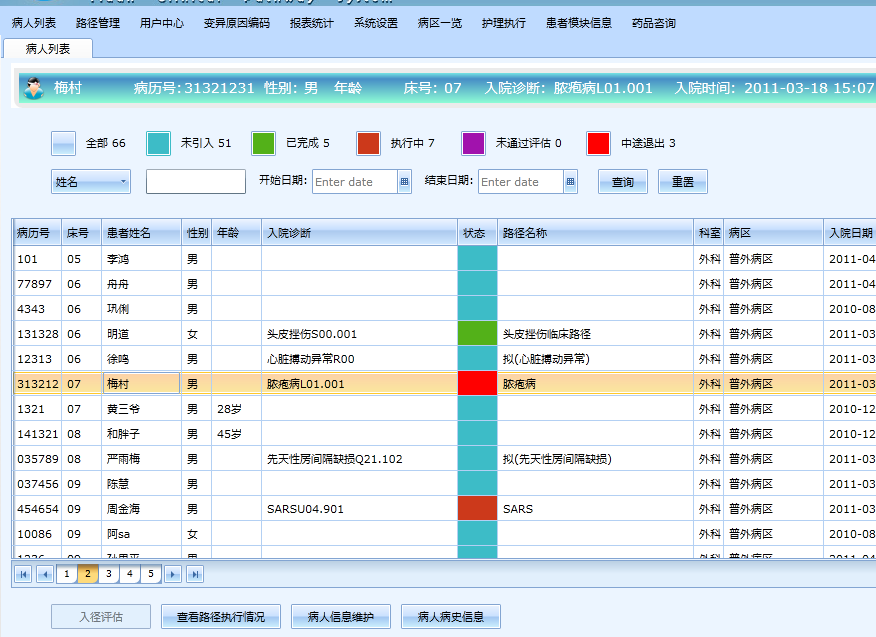 病人列表 路径管理 用户中心 变异原因编码 报表统计 系统设置 病区一览 护理执行 患者模块信息 药品咨询
病人列表
梅村 病历号:31321231 性别: 男 年龄 床号: 07 入院诊断: 脓疱病L01.001 入院时间: 2011-03-18 15:07
全部 66 未引入 51 已完成 5 执行中 7 未通过评估 0 中途退出 3
姓名 开始日期: Enter date 结束日期: Enter date 查询 重置
病历号 床号 患者姓名 性别 年龄 入院诊断 状态 路径名称 科室 病区 入院日期
101 05 李鸿 男 外科 普外病区 2011-04
77897 06 舟舟 男 外科 普外病区 2011-04
4343 06 巩俐 男 外科 普外病区 2010-08
131328 06 明道 女 头皮挫伤S00.001 头皮挫伤临床路径 外科 普外病区 2011-03
12313 06 徐鸣 男 心脏搏动异常R00 拟(心脏搏动异常) 外科 普外病区 2011-03
313212 07 梅村 男 脓疱病L01.001 脓疱病 外科 普外病区 2011-03
1321 07 黄三爷 男 28岁 外科 普外病区 2010-12
141321 08 和胖子 男 45岁 外科 普外病区 2010-12
035789 08 严雨梅 男 先天性房间隔缺损Q21.102 拟(先天性房间隔缺损) 外科 普外病区 2011-03
037456 09 陈慧 男 外科 普外病区 2011-03
454654 09 周金海 男 SARSU04.901 SARS 外科 普外病区 2011-03
10086 09 阿sa 女 外科 普外病区 2010-08
1 2 3 4 5
入径评估 查看路径执行情况 病人信息维护 病人病史信息